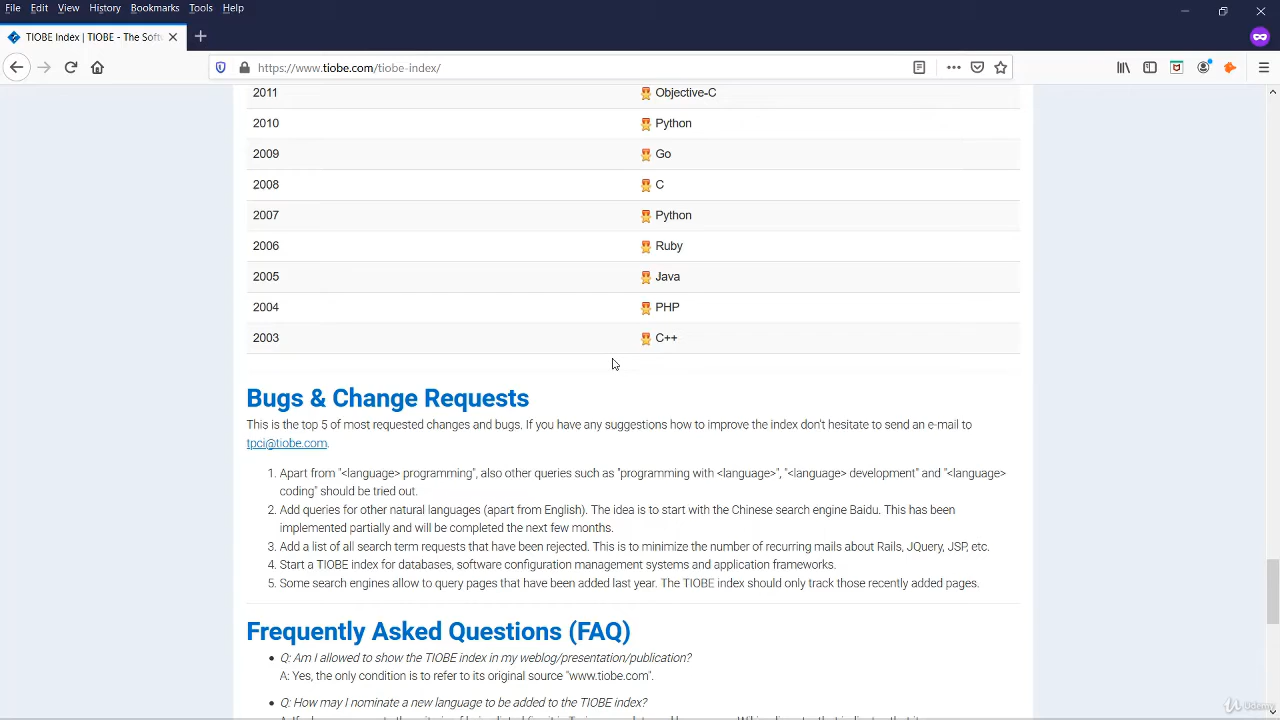 File Edit View History Bookmarks Tools Help
TIOBE Index | TIOBE - The Soft
https://www.tiobe.com/tiobe-index/
2011 Objective-C
2010 Python
2009 Go
2008 C
2007 Python
2006 Ruby
2005 Java
2004 PHP
2003 C++
Bugs & Change Requests
This is the top 5 of most requested changes and bugs. If you have any suggestions how to improve the index don't hesitate to send an e-mail to
tpci@tiobe.com.
1. Apart from "<language> programming", also other queries such as "programming with <language>", "<language> development" and "<language>
coding" should be tried out.
2. Add queries for other natural languages (apart from English). The idea is to start with the Chinese search engine Baidu. This has been
implemented partially and will be completed the next few months.
3. Add a list of all search term requests that have been rejected. This is to minimize the number of recurring mails about Rails, JQuery, JSP, etc.
4. Start a TIOBE index for databases, software configuration management systems and application frameworks.
5. Some search engines allow to query pages that have been added last year. The TIOBE index should only track those recently added pages.
Frequently Asked Questions (FAQ)
• Q: Am I allowed to show the TIOBE index in my weblog/presentation/publication?
A: Yes, the only condition is to refer to its original source "www.tiobe.com".
• Q: How may I nominate a new language to be added to the TIOBE index?
Udemy